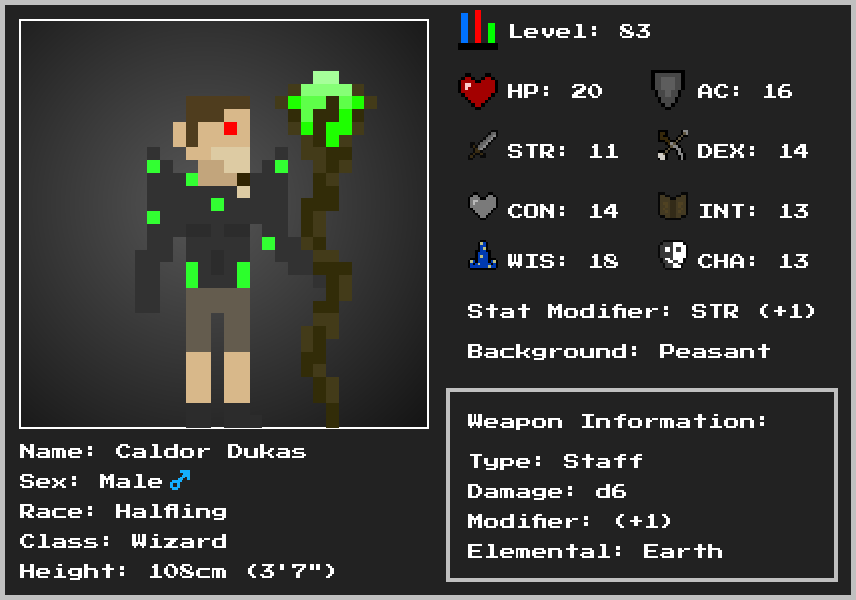 Level: 83
HP: 20
AC: 16
STR: 11
DEX: 14
CON: 14
INT: 13
WIS: 18
CHA: 13
Stat Modifier: STR (+1)
Background: Peasant
Weapon Information:
Type: Staff
Damage: d6
Modifier: (+1)
Elemental: Earth
Name: Caldor Dukas
Sex: Male ♂
Race: Halfling
Class: Wizard
Height: 108cm (3'7")